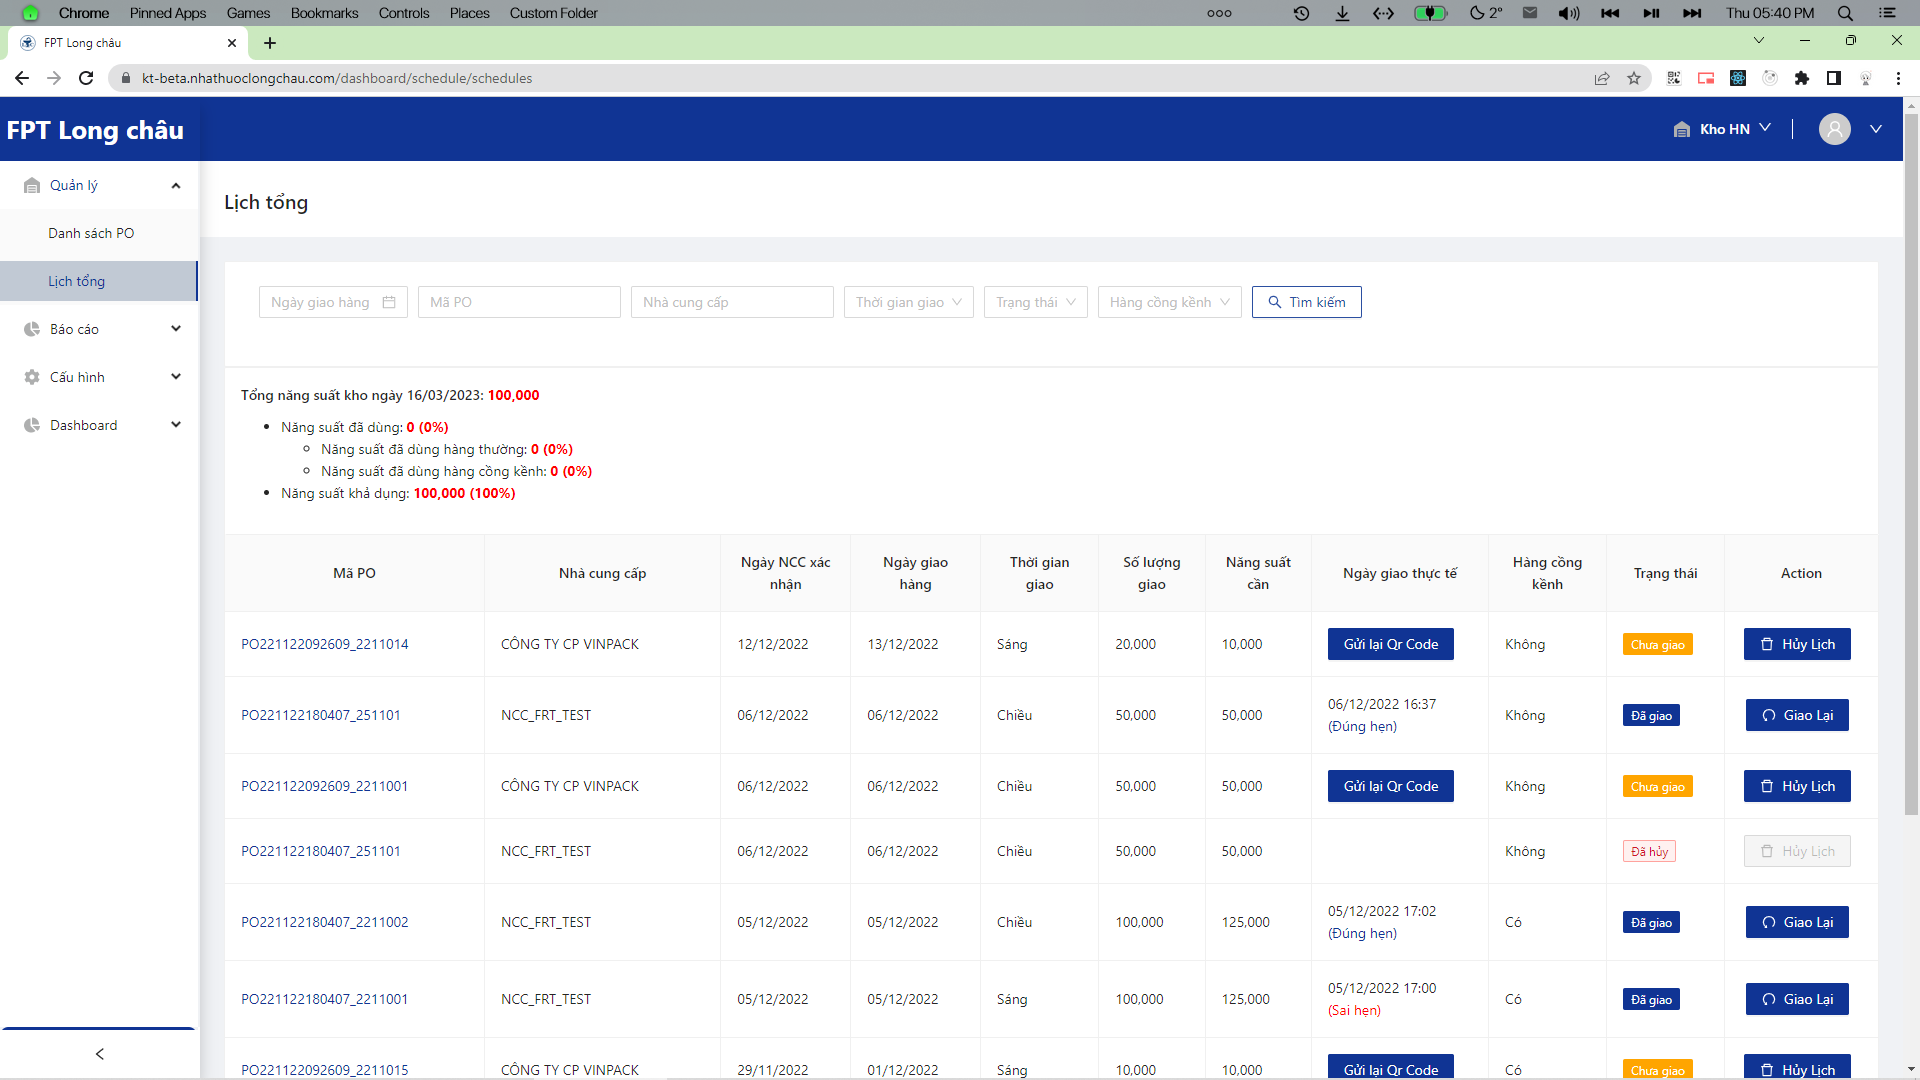 Chrome Pinned Apps Games Bookmarks Controls Places Custom Folder 2° Thu 05:40 PM
FPT Long châu
kt-beta.nhathuoclongchau.com/dashboard/schedule/schedules
FPT Long châu
Kho HN
Quản lý
Danh sách PO
Lịch tổng
Báo cáo
Cấu hình
Dashboard
Lịch tổng
Ngày giao hàng Mã PO Nhà cung cấp Thời gian giao Trạng thái Hàng cồng kềnh Tìm kiếm
Tổng năng suất kho ngày 16/03/2023: 100,000
Năng suất đã dùng: 0 (0%)
Năng suất đã dùng hàng thường: 0 (0%)
Năng suất đã dùng hàng cồng kềnh: 0 (0%)
Năng suất khả dụng: 100,000 (100%)
Mã PO Nhà cung cấp Ngày NCC xác nhận Ngày giao hàng Thời gian giao Số lượng giao Năng suất cần Ngày giao thực tế Hàng cồng kềnh Trạng thái Action
PO221122092609_2211014 CÔNG TY CP VINPACK 12/12/2022 13/12/2022 Sáng 20,000 10,000 Gửi lại Qr Code Không Chưa giao Hủy Lịch
PO221122180407_251101 NCC_FRT_TEST 06/12/2022 06/12/2022 Chiều 50,000 50,000 06/12/2022 16:37 (Đúng hẹn) Không Đã giao Giao Lại
PO221122092609_2211001 CÔNG TY CP VINPACK 06/12/2022 06/12/2022 Chiều 50,000 50,000 Gửi lại Qr Code Không Chưa giao Hủy Lịch
PO221122180407_251101 NCC_FRT_TEST 06/12/2022 06/12/2022 Chiều 50,000 50,000 Không Đã hủy Hủy Lịch
PO221122180407_2211002 NCC_FRT_TEST 05/12/2022 05/12/2022 Chiều 100,000 125,000 05/12/2022 17:02 (Đúng hẹn) Có Đã giao Giao Lại
PO221122180407_2211001 NCC_FRT_TEST 05/12/2022 05/12/2022 Sáng 100,000 125,000 05/12/2022 17:00 (Sai hẹn) Có Đã giao Giao Lại
PO221122092609_2211015 CÔNG TY CP VINPACK 29/11/2022 01/12/2022 Sáng 10,000 10,000 Gửi lại Qr Code Có Chưa giao Hủy Lịch